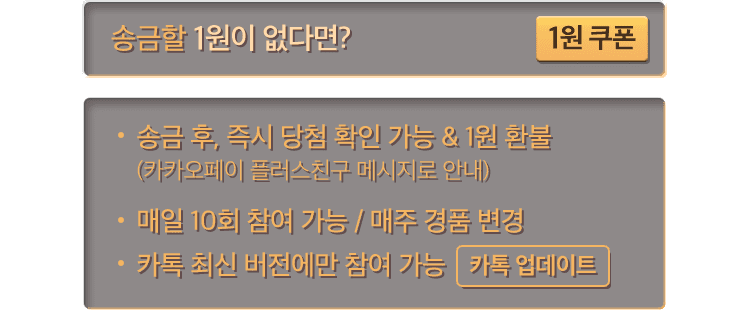 송금할 1원이 없다면? 1원 쿠폰
• 송금 후, 즉시 당첨 확인 가능 & 1원 환불
(카카오페이 플러스친구 메시지로 안내)
• 매일 10회 참여 가능 / 매주 경품 변경
• 카톡 최신 버전에만 참여 가능 카톡 업데이트